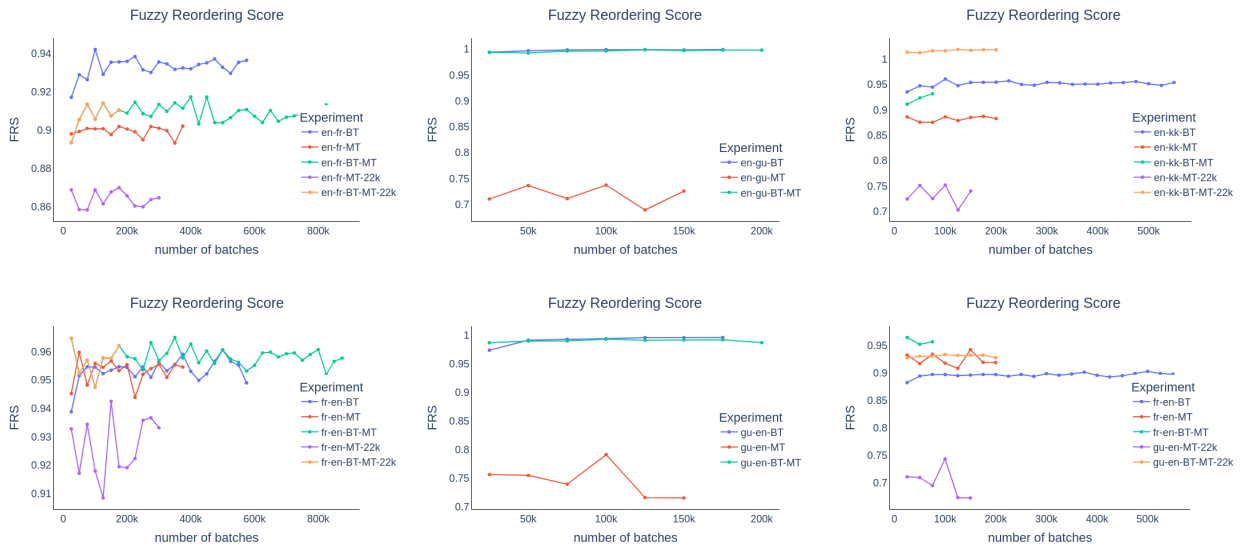 Fuzzy Reordering Score
0.94
0.92
0.9
0.88
0.86
FRS
0
200k
400k
600k
800k
number of batches
Experiment
en-fr-BT
en-fr-MT
en-fr-BT-MT
en-fr-MT-22k
en-fr-BT-MT-22k
Fuzzy Reordering Score
1
0.95
0.9
0.85
0.8
0.75
0.7
FRS
50k
100k
150k
200k
number of batches
Experiment
en-gu-BT
en-gu-MT
en-gu-BT-MT
Fuzzy Reordering Score
1
0.95
0.9
0.85
0.8
0.75
0.7
FRS
0
100k
200k
300k
400k
500k
number of batches
Experiment
en-kk-BT
en-kk-MT
en-kk-BT-MT
en-kk-MT-22k
en-kk-BT-MT-22k
Fuzzy Reordering Score
0.96
0.95
0.94
0.93
0.92
0.91
FRS
0
200k
400k
600k
800k
number of batches
Experiment
fr-en-BT
fr-en-MT
fr-en-BT-MT
fr-en-MT-22k
fr-en-BT-MT-22k
Fuzzy Reordering Score
1
0.95
0.9
0.85
0.8
0.75
0.7
FRS
50k
100k
150k
200k
number of batches
Experiment
gu-en-BT
gu-en-MT
gu-en-BT-MT
Fuzzy Reordering Score
0.95
0.9
0.85
0.8
0.75
0.7
FRS
0
100k
200k
300k
400k
500k
number of batches
Experiment
fr-en-BT
fr-en-MT
fr-en-BT-MT
gu-en-MT-22k
gu-en-BT-MT-22k